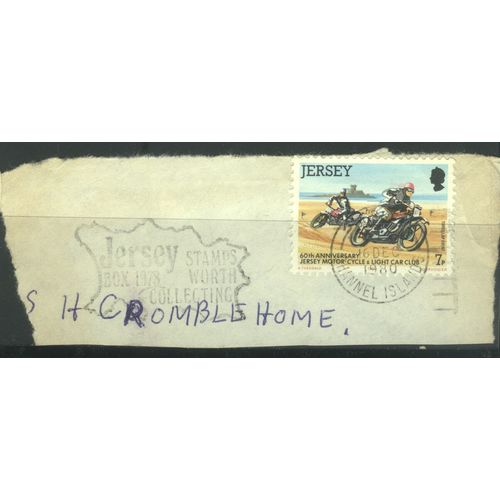 JERSEY
60th ANNIVERSARY
JERSEY MOTOR CYCLE & LIGHT CAR CLUB
7p
DEC
1980
CHANNEL ISLANDS
Jersey STAMPS
BOX 1978 WORTH
COLLECTING
S H CROMBLEHOME.